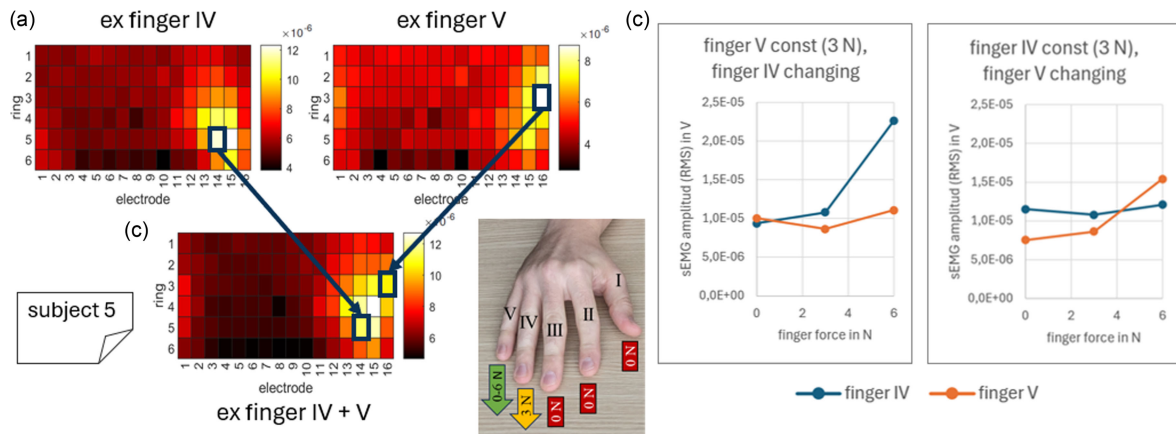 (a)
ex finger IV
ex finger V
×10⁻⁶
12
10
8
6
4
1
2
3
4
5
6
ring
1 2 3 4 5 6 7 8 9 10 11 12 13 14 15 16
electrode
×10⁻⁶
8
6
4
1
2
3
4
5
6
ring
1 2 3 4 5 6 7 8 9 10 11 12 13 14 15 16
electrode
(c)
×10⁻⁶
12
10
8
6
1
2
3
4
5
6
ring
1 2 3 4 5 6 7 8 9 10 11 12 13 14 15 16
electrode
ex finger IV + V
subject 5
I
II
III
IV
V
0-6 N
3 N
0 N
0 N
0 N
(c)
finger V const (3 N),
finger IV changing
2,5E-05
2,0E-05
1,5E-05
1,0E-05
5,0E-06
0,0E+00
sEMG amplitud (RMS) in V
0 2 4 6
finger force in N
finger IV const (3 N),
finger V changing
2,5E-05
2,0E-05
1,5E-05
1,0E-05
5,0E-06
0,0E+00
sEMG amplitud (RMS) in V
0 2 4 6
finger force in N
finger IV
finger V